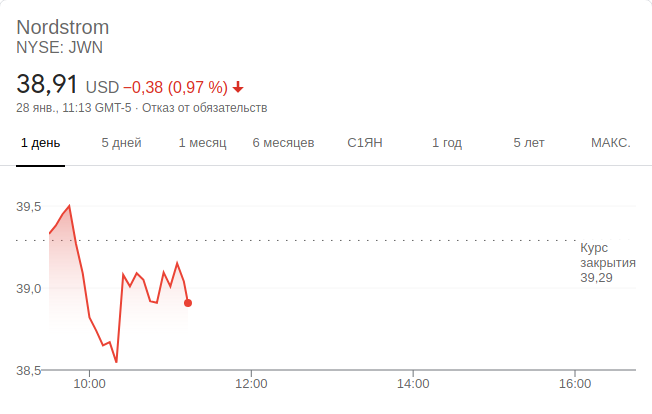 Nordstrom
NYSE: JWN
38,91 USD −0,38 (0,97 %)
28 янв., 11:13 GMT-5 · Отказ от обязательств
1 день 5 дней 1 месяц 6 месяцев С1ЯН 1 год 5 лет МАКС.
39,5
Курс
закрытия
39,29
39,0
38,5
10:00 12:00 14:00 16:00